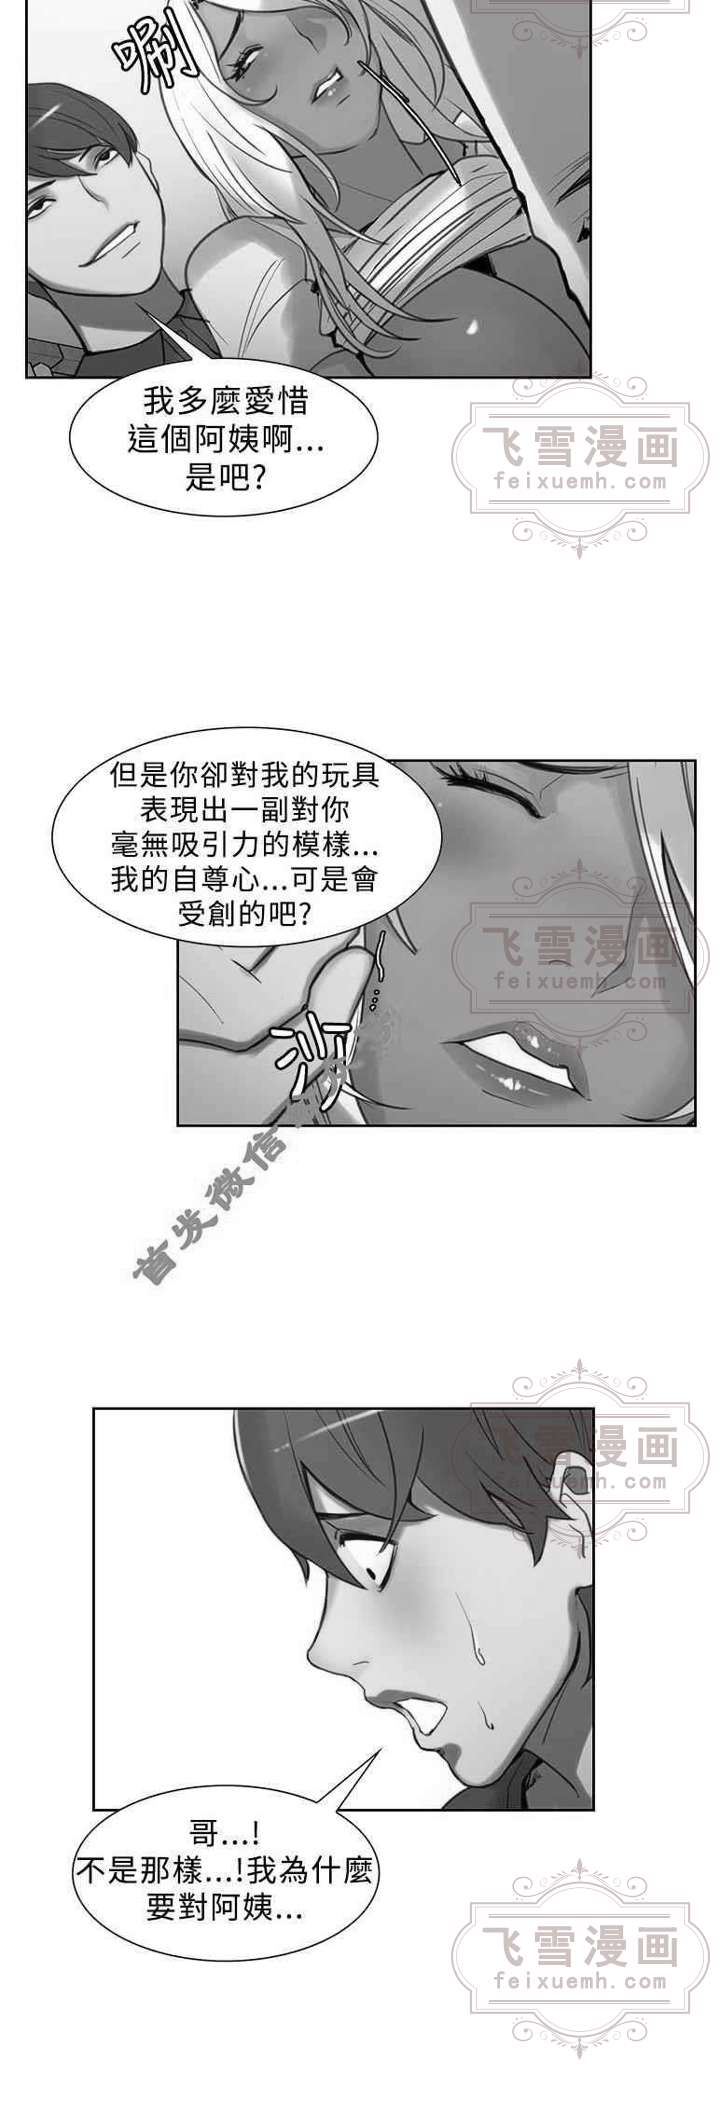 唰
我多麼愛惜
這個阿姨啊...
是吧?
飞雪漫画
feixuemh.com
但是你卻對我的玩具
表現出一副對你
毫無吸引力的模樣...
我的自尊心...可是會
受創的吧?
飞雪漫画
feixuemh.com
首发微信
飞雪漫画
feixuemh.com
哥...!
不是那樣...!我為什麼
要對阿姨...
飞雪漫画
feixuemh.com